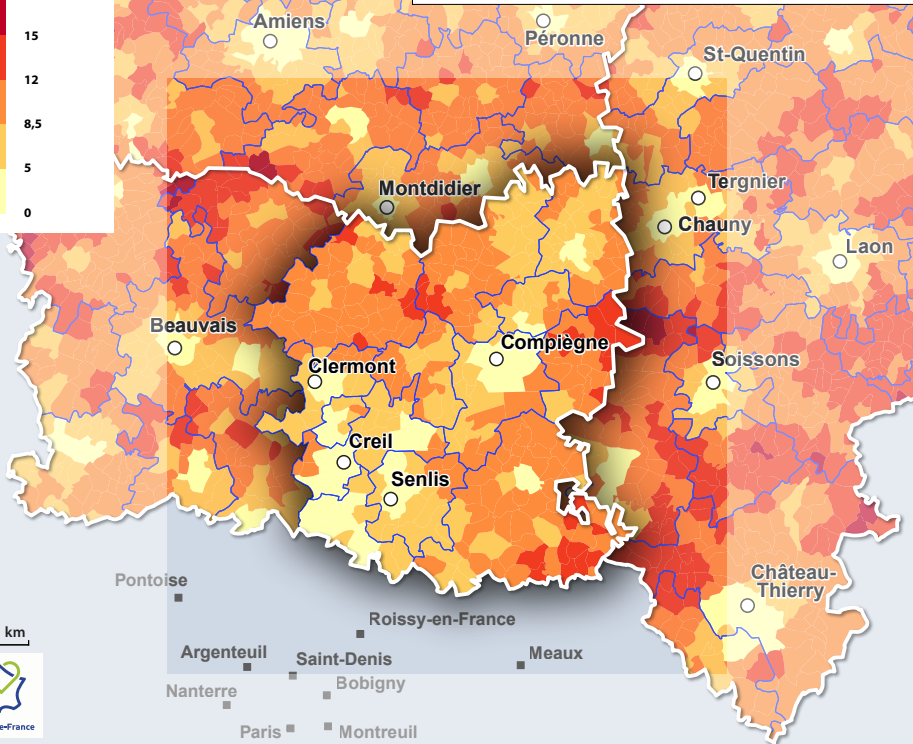 Amiens
Péronne
St-Quentin
15
12
8,5
5
0
Montdidier
Tergnier
Chauny
Laon
Beauvais
Compiègne
Clermont
Soissons
Creil
Senlis
Château-
Thierry
Pontoise
Roissy-en-France
km
Argenteuil
Saint-Denis
Meaux
Nanterre
Bobigny
Paris
Montreuil
e-France